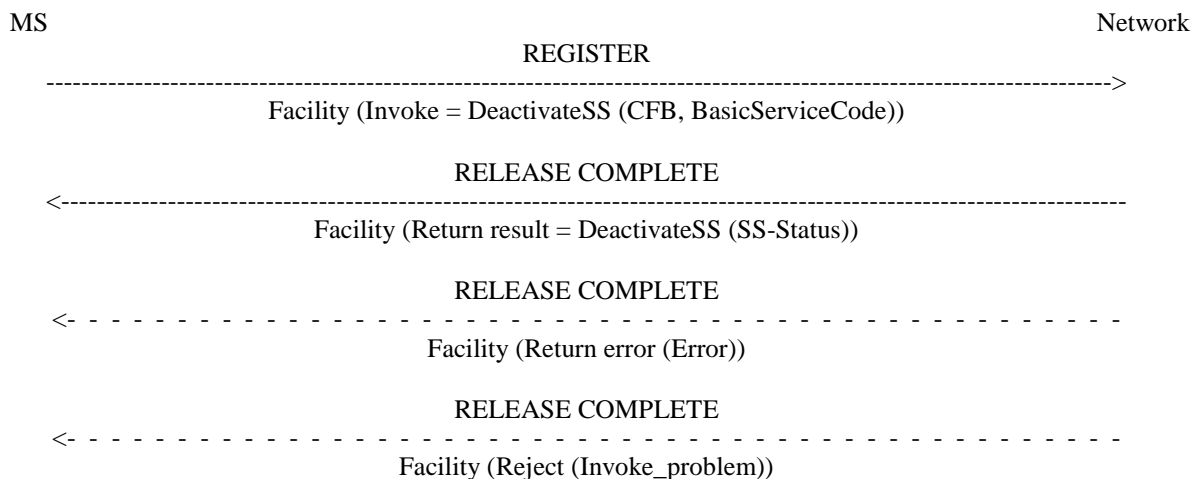 MS Network
REGISTER
Facility (Invoke = DeactivateSS (CFB, BasicServiceCode))
RELEASE COMPLETE
Facility (Return result = DeactivateSS (SS-Status))
RELEASE COMPLETE
Facility (Return error (Error))
RELEASE COMPLETE
Facility (Reject (Invoke_problem))